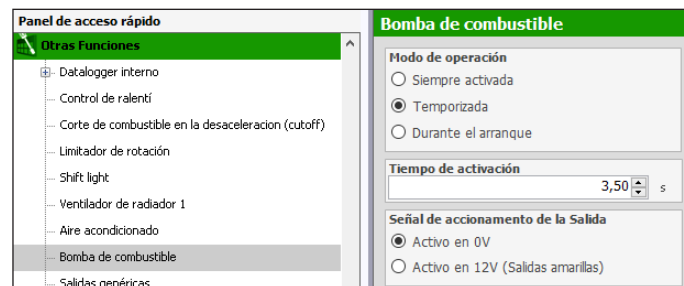 Panel de acceso rápido
Otras Funciones
Datalogger interno
Control de ralentí
Corte de combustible en la desaceleracion (cutoff)
Limitador de rotación
Shift light
Ventilador de radiador 1
Aire acondicionado
Bomba de combustible
Salidas genéricas
Bomba de combustible
Modo de operación
Siempre activada
Temporizada
Durante el arranque
Tiempo de activación
3,50 s
Señal de accionamento de la Salida
Activo en 0V
Activo en 12V (Salidas amarillas)